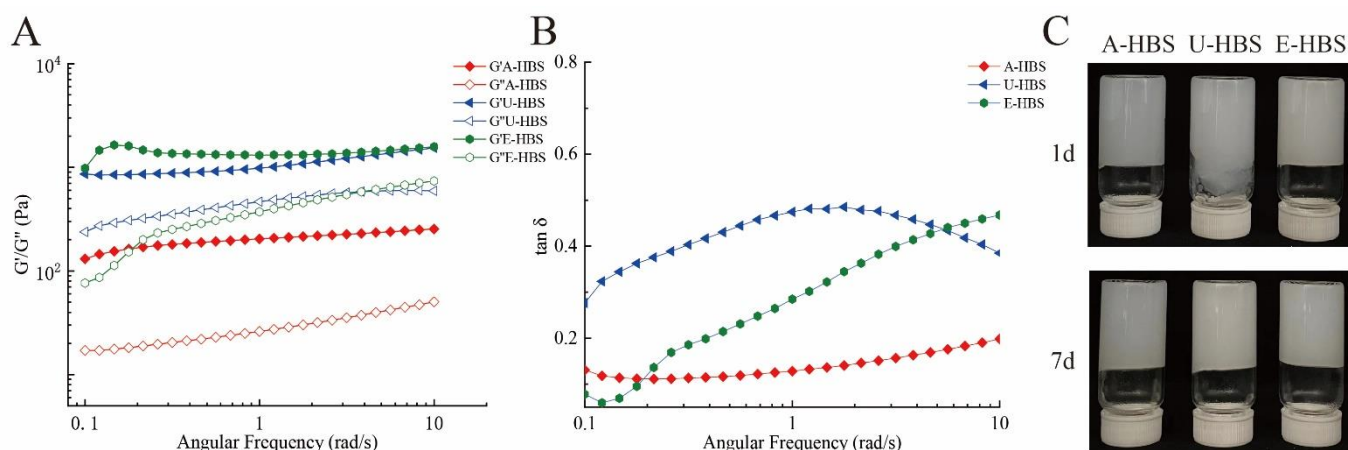 A
G'/G'' (Pa)
10⁴
10²
0. 1
1
10
Angular Frequency (rad/s)
G'A-HBS
G"A-HBS
G'U-HBS
G"U-HBS
G'E-HBS
G"E-HBS
B
tan δ
0.8
0.6
0.4
0.2
0.1
1
10
Angular Frequency (rad/s)
A-HBS
U-HBS
E-HBS
C
A-HBS U-HBS E-HBS
1d
7d